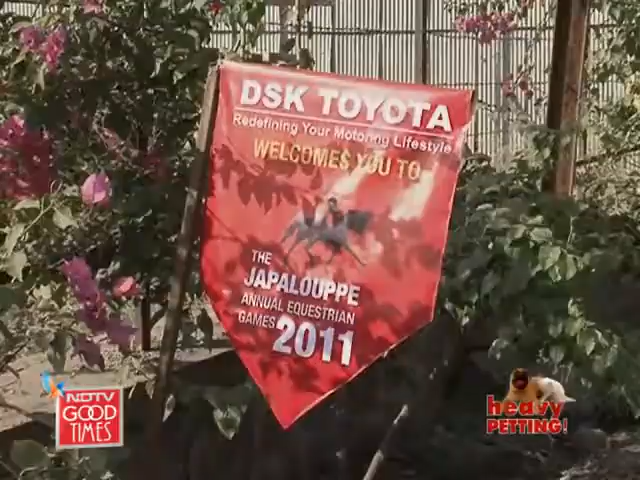 DSK TOYOTA
Redefining Your Motoring Lifestyle
WELCOMES YOU TO
THE
JAPALOUPPE
ANNUAL EQUESTRIAN
GAMES 2011
NDTV
GOOD
TIMES
heavy
PETTING!